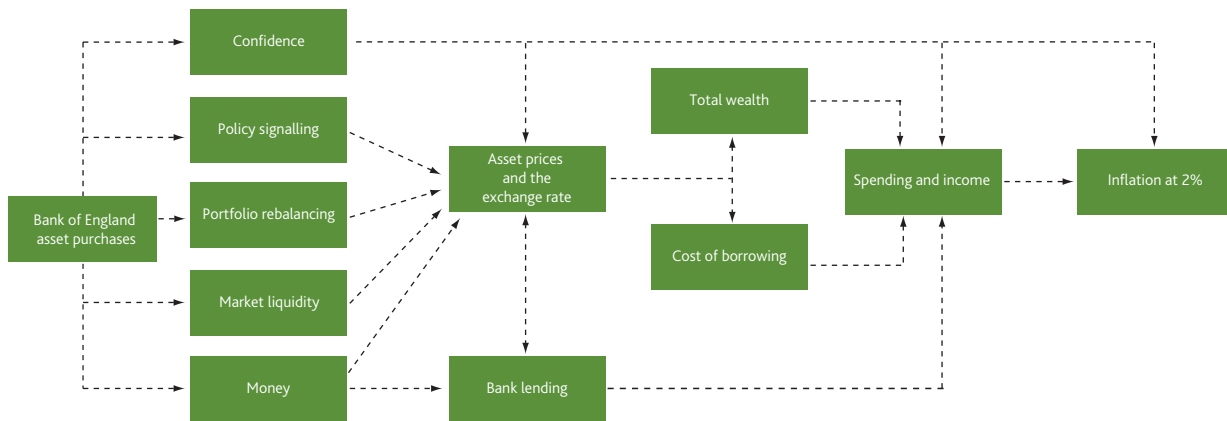 Confidence
Policy signalling
Portfolio rebalancing
Bank of England
asset purchases
Market liquidity
Money
Asset prices
and the
exchange rate
Bank lending
Total wealth
Cost of borrowing
Spending and income
Inflation at 2%